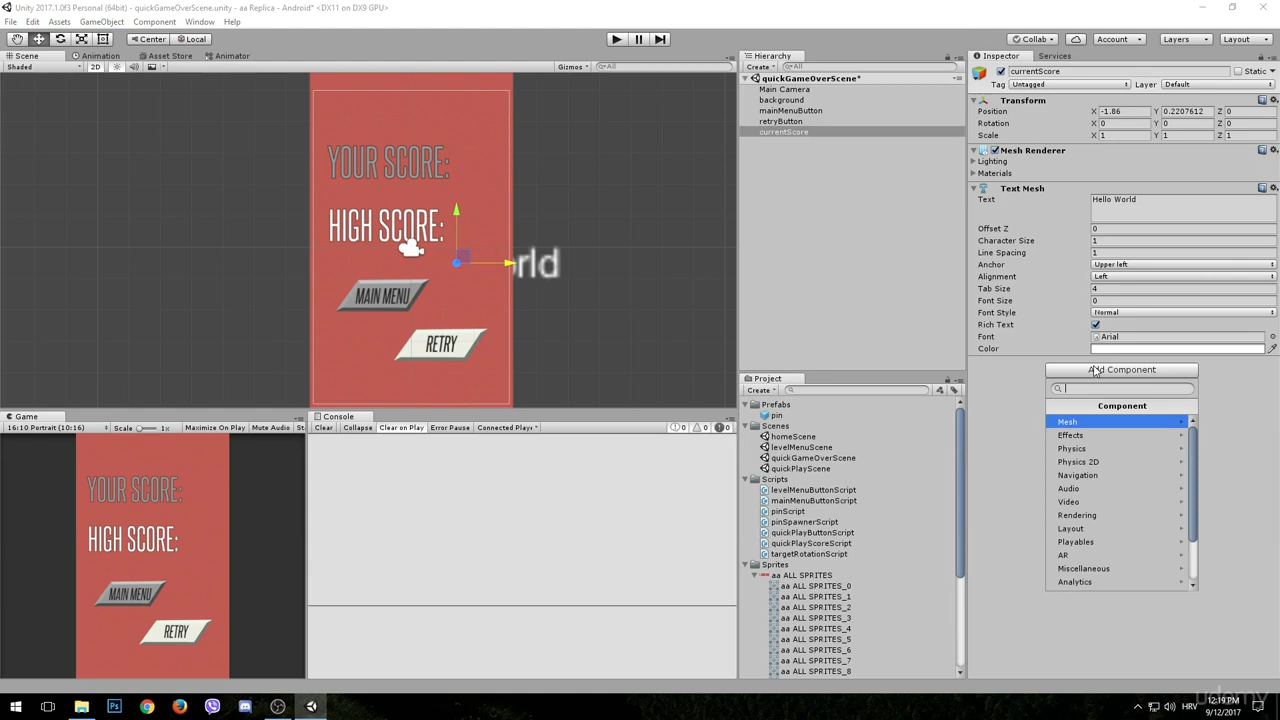 Unity 2017.1.0f3 Personal (64bit) - quickGameOverScene.unity - aa Replica - Android* <DX11 on DX9 GPU>
File Edit Assets GameObject Component Window Help
Center Local Collab Account Layers Layout
Scene Animation Asset Store Animator
Shaded 2D Gizmos All
YOUR SCORE:
HIGH SCORE:
orld
MAIN MENU
RETRY
Hierarchy
Create All
quickGameOverScene*
Main Camera
background
mainMenuButton
retryButton
currentScore
Inspector Services
currentScore Static
Tag Untagged Layer Default
Transform
Position X -1.86 Y 0.2207612 Z 0
Rotation X 0 Y 0 Z 0
Scale X 1 Y 1 Z 1
Mesh Renderer
Lighting
Materials
Text Mesh
Text Hello World
Offset Z 0
Character Size 1
Line Spacing 1
Anchor Upper left
Alignment Left
Tab Size 4
Font Size 0
Font Style Normal
Rich Text
Font Arial
Color
Add Component
Component
Mesh
Effects
Physics
Physics 2D
Navigation
Audio
Video
Rendering
Layout
Playables
AR
Miscellaneous
Analytics
Project
Create
Prefabs
pin
Scenes
homeScene
levelMenuScene
quickGameOverScene
quickPlayScene
Scripts
levelMenuButtonScript
mainMenuButtonScript
pinScript
pinSpawnerScript
quickPlayButtonScript
quickPlayScoreScript
targetRotationScript
Sprites
aa ALL SPRITES
aa ALL SPRITES_0
aa ALL SPRITES_1
aa ALL SPRITES_2
aa ALL SPRITES_3
aa ALL SPRITES_4
aa ALL SPRITES_5
aa ALL SPRITES_6
aa ALL SPRITES_7
aa ALL SPRITES_8
Game
16:10 Portrait (10:16) Scale 1x Maximize On Play Mute Audio
YOUR SCORE:
HIGH SCORE:
MAIN MENU
RETRY
Console
Clear Collapse Clear on Play Error Pause Connected Play 0 0 0
udemy
HRV 12:19 PM
9/12/2017